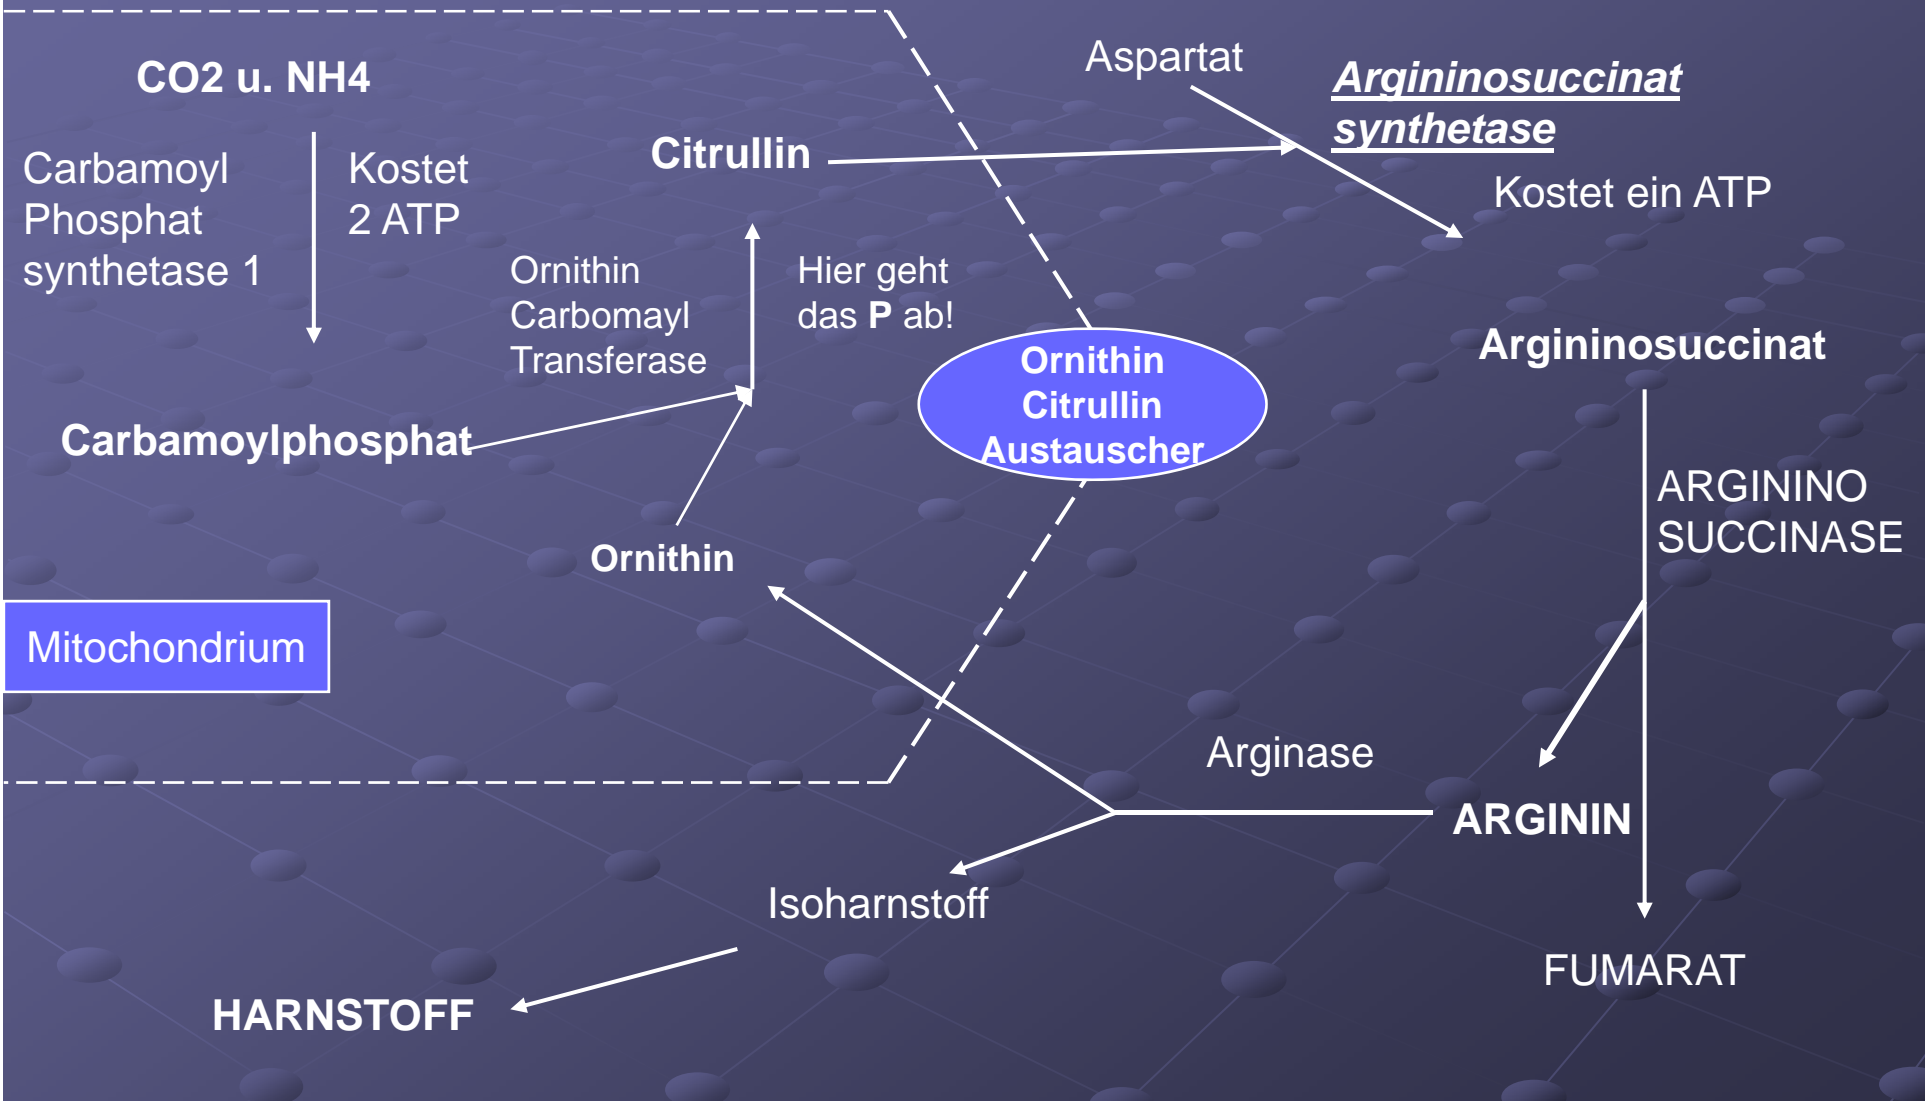 CO2 u. NH4
Carbamoyl
Phosphat
synthetase 1
Kostet
2 ATP
Carbamoylphosphat
Ornithin
Carbomayl
Transferase
Citrullin
Hier geht
das P ab!
Ornithin
Mitochondrium
Ornithin
Citrullin
Austauscher
Aspartat
Argininosuccinat
synthetase
Kostet ein ATP
Argininosuccinat
ARGININO
SUCCINASE
Arginase
ARGININ
Isoharnstoff
FUMARAT
HARNSTOFF